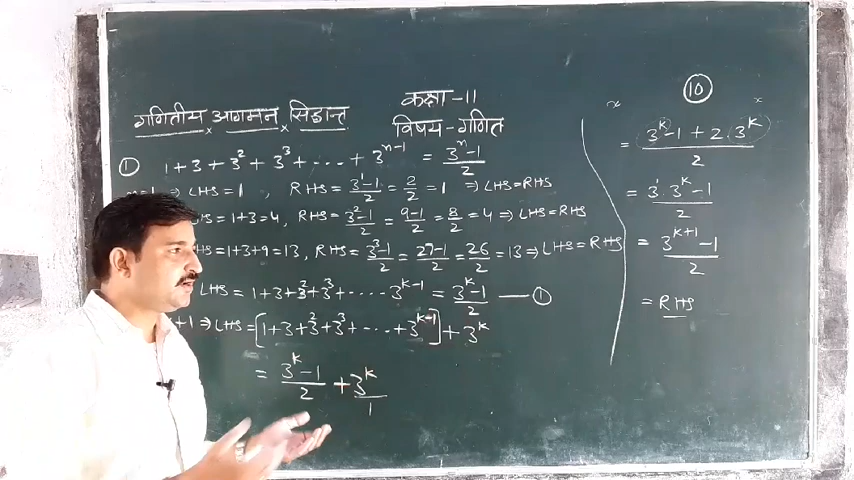 गणितीय आगमन सिद्धान्त
कक्षा-11
विषय-गणित
① 1+3+3²+3³+....+3ⁿ⁻¹ = (3ⁿ-1)/2
n=1 ⇒ LHS=1, RHS = (3¹-1)/2 = 2/2 = 1 ⇒ LHS=RHS
HS=1+3=4, RHS = (3²-1)/2 = (9-1)/2 = 8/2 = 4 ⇒ LHS=RHS
HS=1+3+9=13, RHS = (3³-1)/2 = (27-1)/2 = 26/2 = 13 ⇒ LHS=RHS
LHS = 1+3+3²+3³+....3ᵏ⁻¹ = (3ᵏ-1)/2 — ①
+1 ⇒ LHS = [1+3+3²+3³+....+3ᵏ⁻¹] + 3ᵏ
= (3ᵏ-1)/2 + 3ᵏ/1
⑩
= (3ᵏ-1+2.3ᵏ)/2
= (3¹.3ᵏ-1)/2
= (3ᵏ⁺¹-1)/2
= RHS